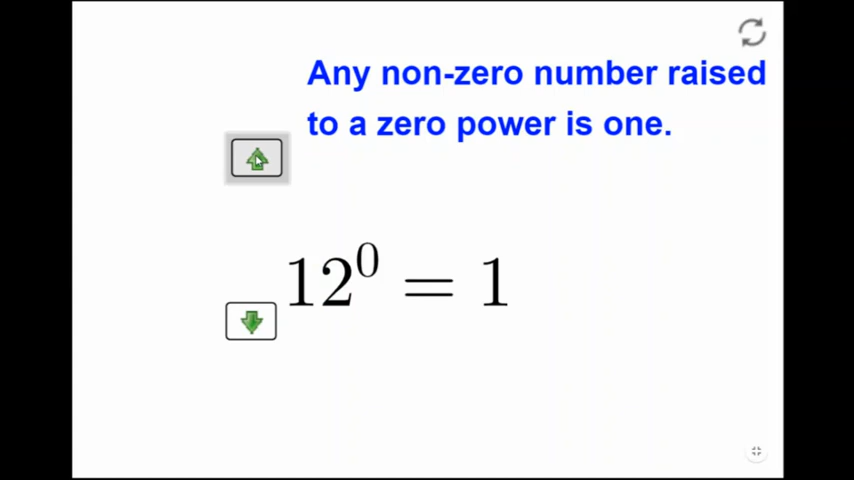 Any non-zero number raised
to a zero power is one.
12⁰ = 1